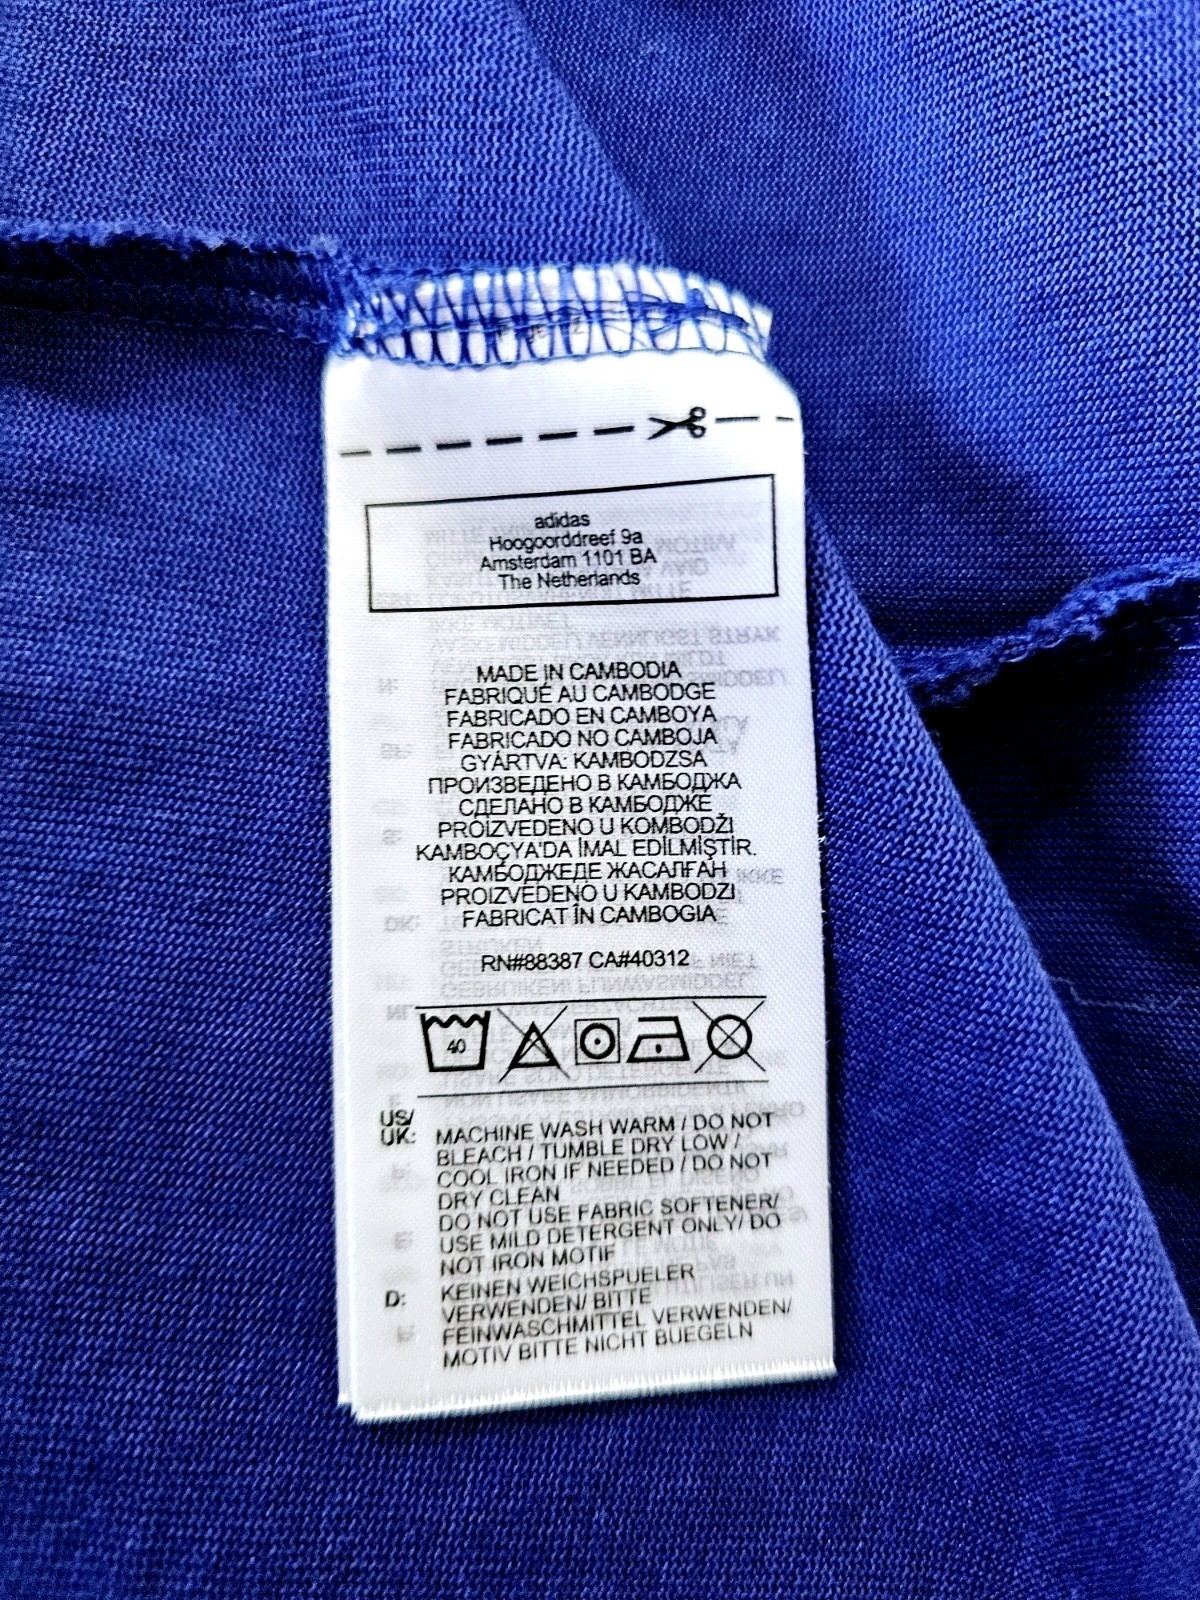 adidas
Hoogoorddreef 9a
Amsterdam 1101 BA
The Netherlands
MADE IN CAMBODIA
FABRIQUÉ AU CAMBODGE
FABRICADO EN CAMBOYA
FABRICADO NO CAMBOJA
GYÁRTVA: KAMBODZSA
ПРОИЗВЕДЕНО В КАМБОДЖА
СДЕЛАНО В КАМБОДЖЕ
PROIZVEDENO U KOMBODŽI
KAMBOÇYA'DA İMAL EDİLMİŞTİR.
КАМБОДЖЕДЕ ЖАСАЛҒАН
PROIZVEDENO U KAMBODZI
FABRICAT ÎN CAMBOGIA
RN#88387 CA#40312
40
US/
UK: MACHINE WASH WARM / DO NOT
BLEACH / TUMBLE DRY LOW /
COOL IRON IF NEEDED / DO NOT
DRY CLEAN
DO NOT USE FABRIC SOFTENER/
USE MILD DETERGENT ONLY/ DO
NOT IRON MOTIF
D: KEINEN WEICHSPUELER
VERWENDEN/ BITTE
FEINWASCHMITTEL VERWENDEN/
MOTIV BITTE NICHT BUEGELN